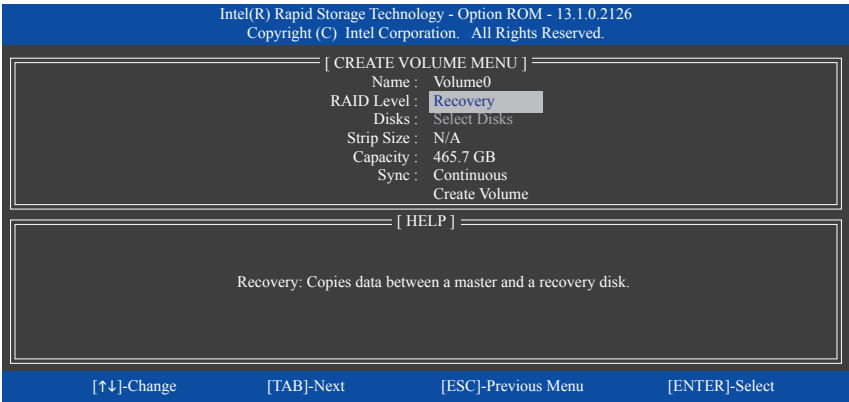 Intel(R) Rapid Storage Technology - Option ROM - 13.1.0.2126
Copyright (C) Intel Corporation. All Rights Reserved.
[ CREATE VOLUME MENU ]
Name : Volume0
RAID Level : Recovery
Disks : Select Disks
Strip Size : N/A
Capacity : 465.7 GB
Sync : Continuous
Create Volume
[ HELP ]
Recovery: Copies data between a master and a recovery disk.
[↑↓]-Change [TAB]-Next [ESC]-Previous Menu [ENTER]-Select